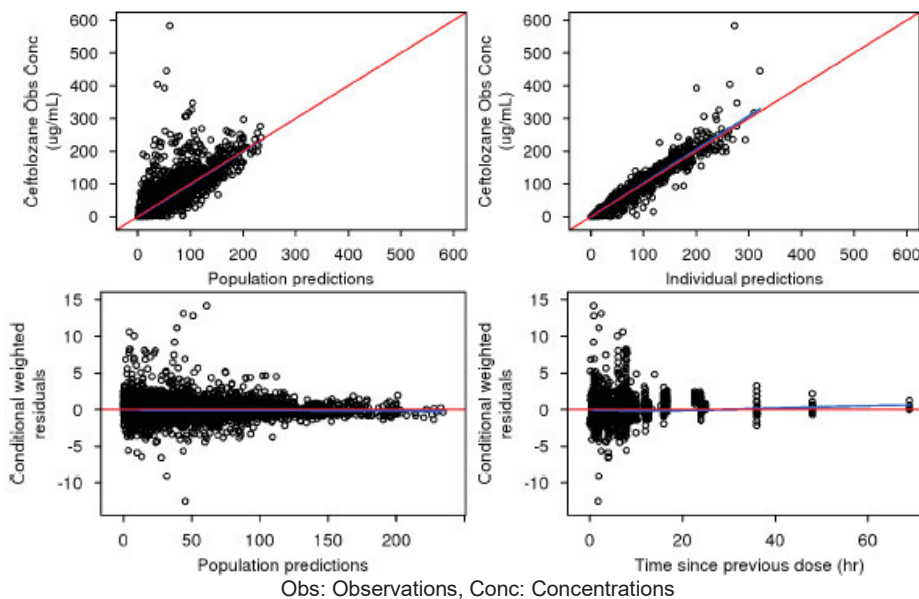 600
500
400
300
200
100
0
Ceftolozane Obs Conc
(ug/mL)
0 100 200 300 400 500 600
Population predictions
600
500
400
300
200
100
0
Ceftolozane Obs Conc
(ug/mL)
0 100 200 300 400 500 600
Individual predictions
15
10
5
0
-5
-10
Conditional weighted
residuals
0 50 100 150 200
Population predictions
15
10
5
0
-5
-10
Conditional weighted
residuals
0 20 40 60
Time since previous dose (hr)
Obs: Observations, Conc: Concentrations